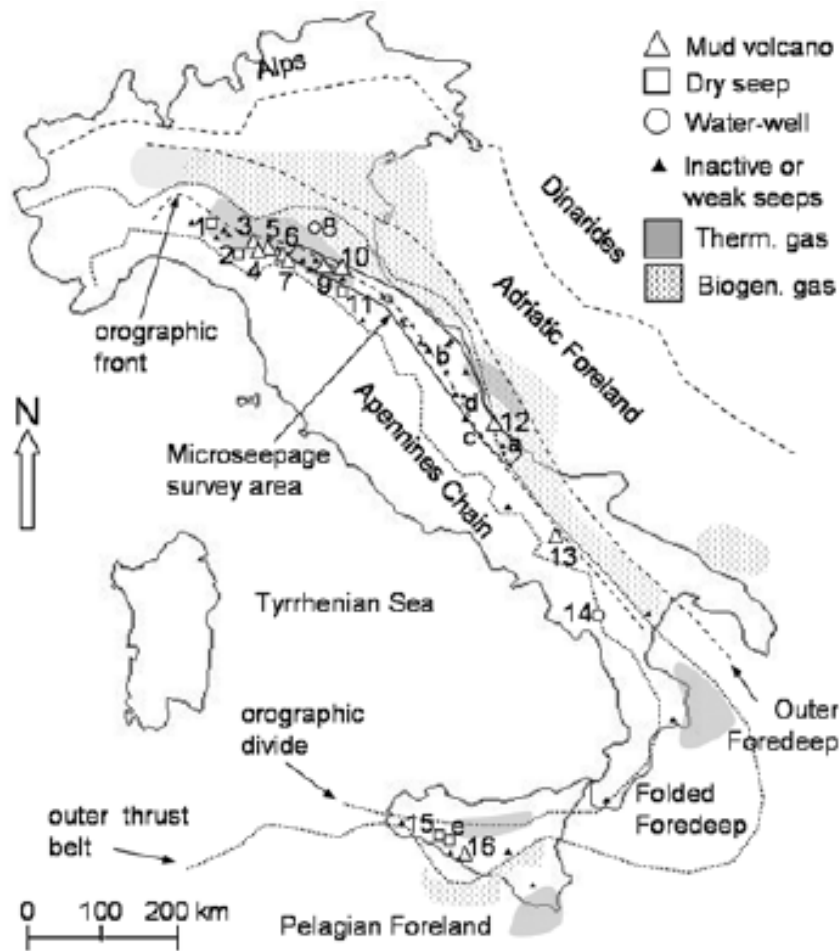 Alps
Mud volcano
Dry seep
Water-well
Inactive or
weak seeps
Therm. gas
Biogen. gas
Dinarides
Adriatic Foreland
1
2
3
4
5
6
7
8
9
10
11
orographic
front
b
d
c
a
12
Microseepage
survey area
Apennines Chain
N
13
14
Tyrrhenian Sea
orographic
divide
Outer
Foredeep
Folded
Foredeep
outer thrust
belt
15
e
16
0 100 200 km
Pelagian Foreland